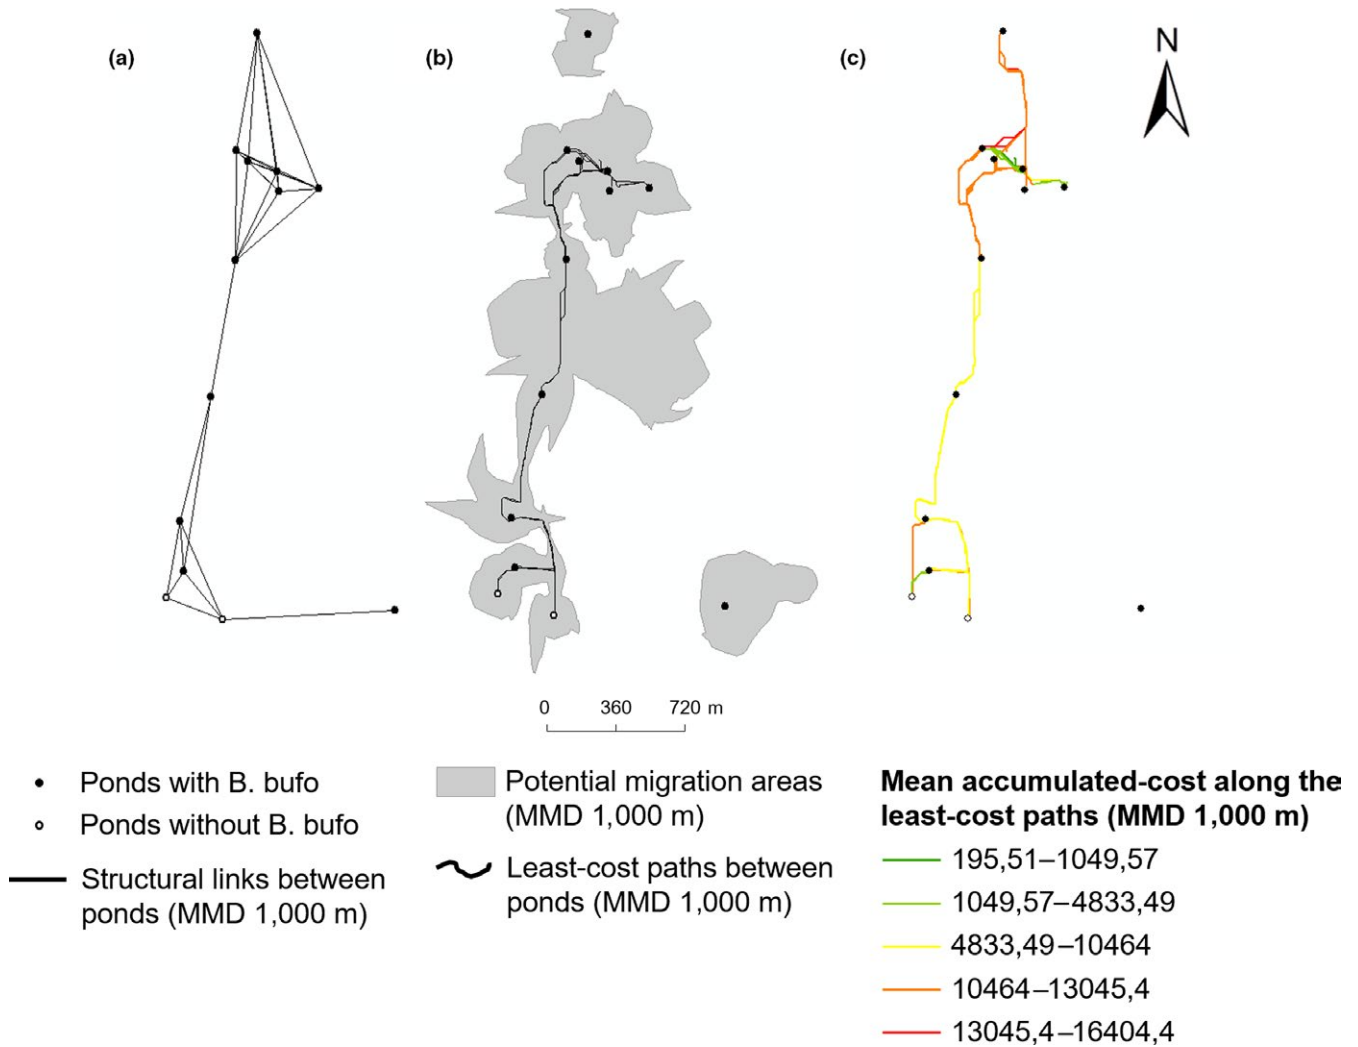 (a)
(b)
(c)
N
0 360 720 m
Ponds with B. bufo
Ponds without B. bufo
Structural links between
ponds (MMD 1,000 m)
Potential migration areas
(MMD 1,000 m)
Least-cost paths between
ponds (MMD 1,000 m)
Mean accumulated-cost along the
least-cost paths (MMD 1,000 m)
195,51–1049,57
1049,57–4833,49
4833,49–10464
10464–13045,4
13045,4–16404,4